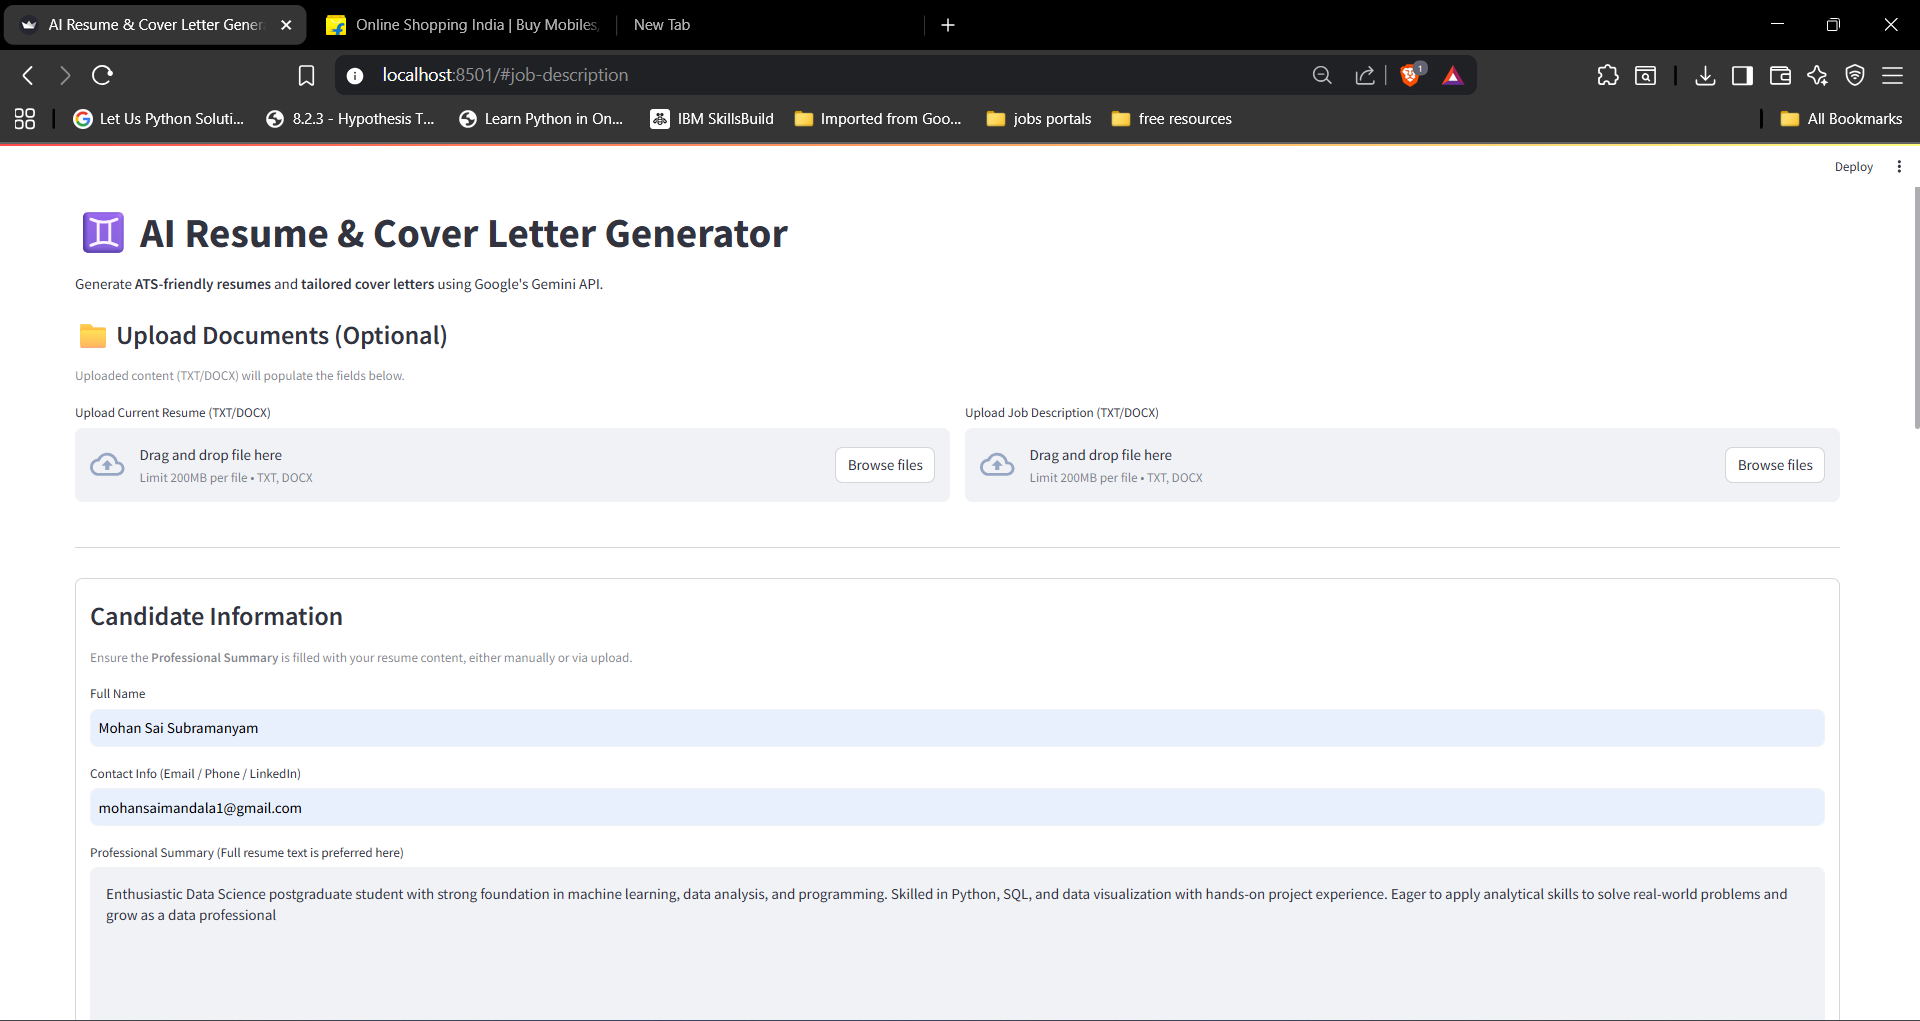 AI Resume & Cover Letter Gener
Online Shopping India | Buy Mobiles,
New Tab
localhost:8501/#job-description
1
Let Us Python Soluti...
8.2.3 - Hypothesis T...
Learn Python in On...
IBM SkillsBuild
Imported from Goo...
jobs portals
free resources
All Bookmarks
Deploy
AI Resume & Cover Letter Generator
Generate ATS-friendly resumes and tailored cover letters using Google's Gemini API.
Upload Documents (Optional)
Uploaded content (TXT/DOCX) will populate the fields below.
Upload Current Resume (TXT/DOCX)
Drag and drop file here
Limit 200MB per file • TXT, DOCX
Browse files
Upload Job Description (TXT/DOCX)
Drag and drop file here
Limit 200MB per file • TXT, DOCX
Browse files
Candidate Information
Ensure the Professional Summary is filled with your resume content, either manually or via upload.
Full Name
Mohan Sai Subramanyam
Contact Info (Email / Phone / LinkedIn)
mohansaimandala1@gmail.com
Professional Summary (Full resume text is preferred here)
Enthusiastic Data Science postgraduate student with strong foundation in machine learning, data analysis, and programming. Skilled in Python, SQL, and data visualization with hands-on project experience. Eager to apply analytical skills to solve real-world problems and
grow as a data professional